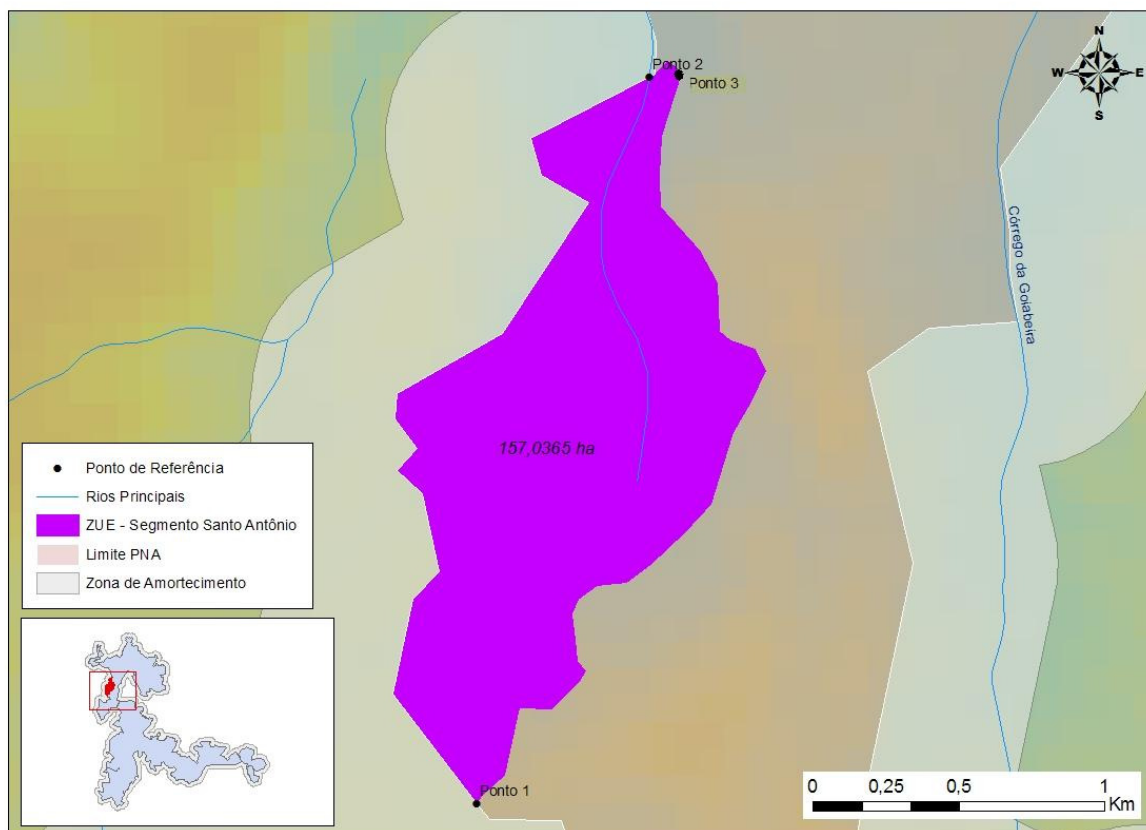 N
W E
S
Ponto 2
Ponto 3
Córrego da Goiabeira
157,0365 ha
Ponto de Referência
Rios Principais
ZUE - Segmento Santo Antônio
Limite PNA
Zona de Amortecimento
Ponto 1
0 0,25 0,5 1
Km